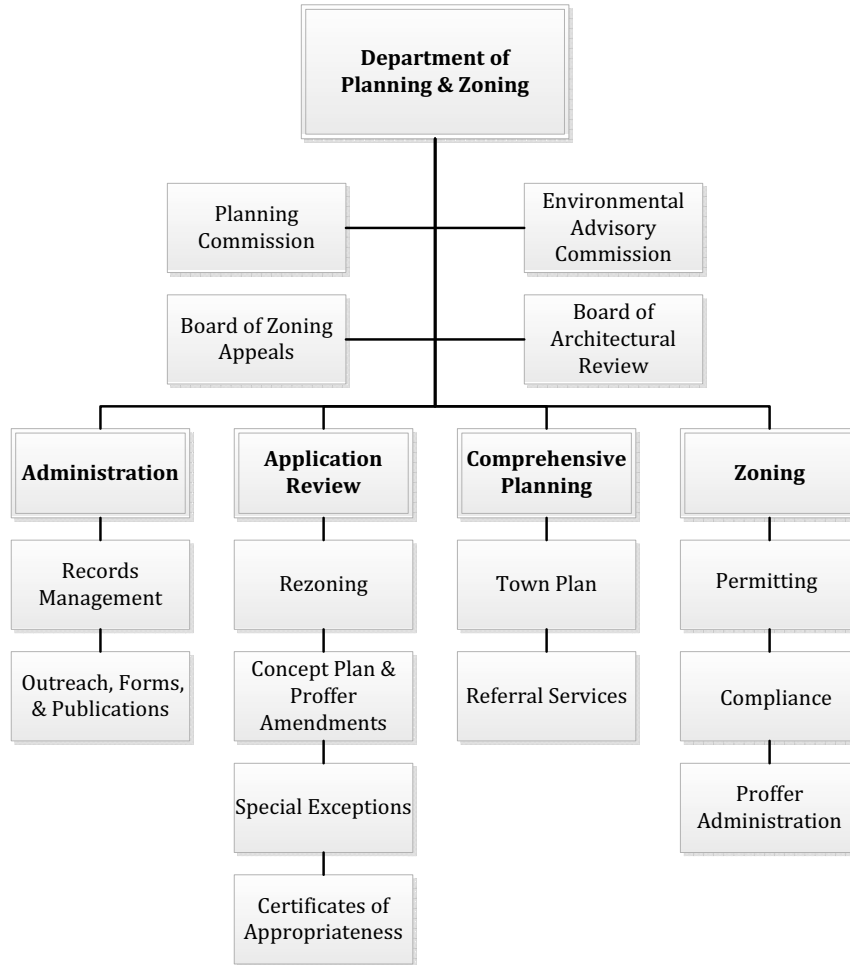 Department of
Planning & Zoning
Planning
Commission
Environmental
Advisory
Commission
Board of Zoning
Appeals
Board of
Architectural
Review
Administration
Application
Review
Comprehensive
Planning
Zoning
Records
Management
Rezoning
Town Plan
Permitting
Outreach, Forms,
& Publications
Concept Plan &
Proffer
Amendments
Referral Services
Compliance
Special Exceptions
Proffer
Administration
Certificates of
Appropriateness